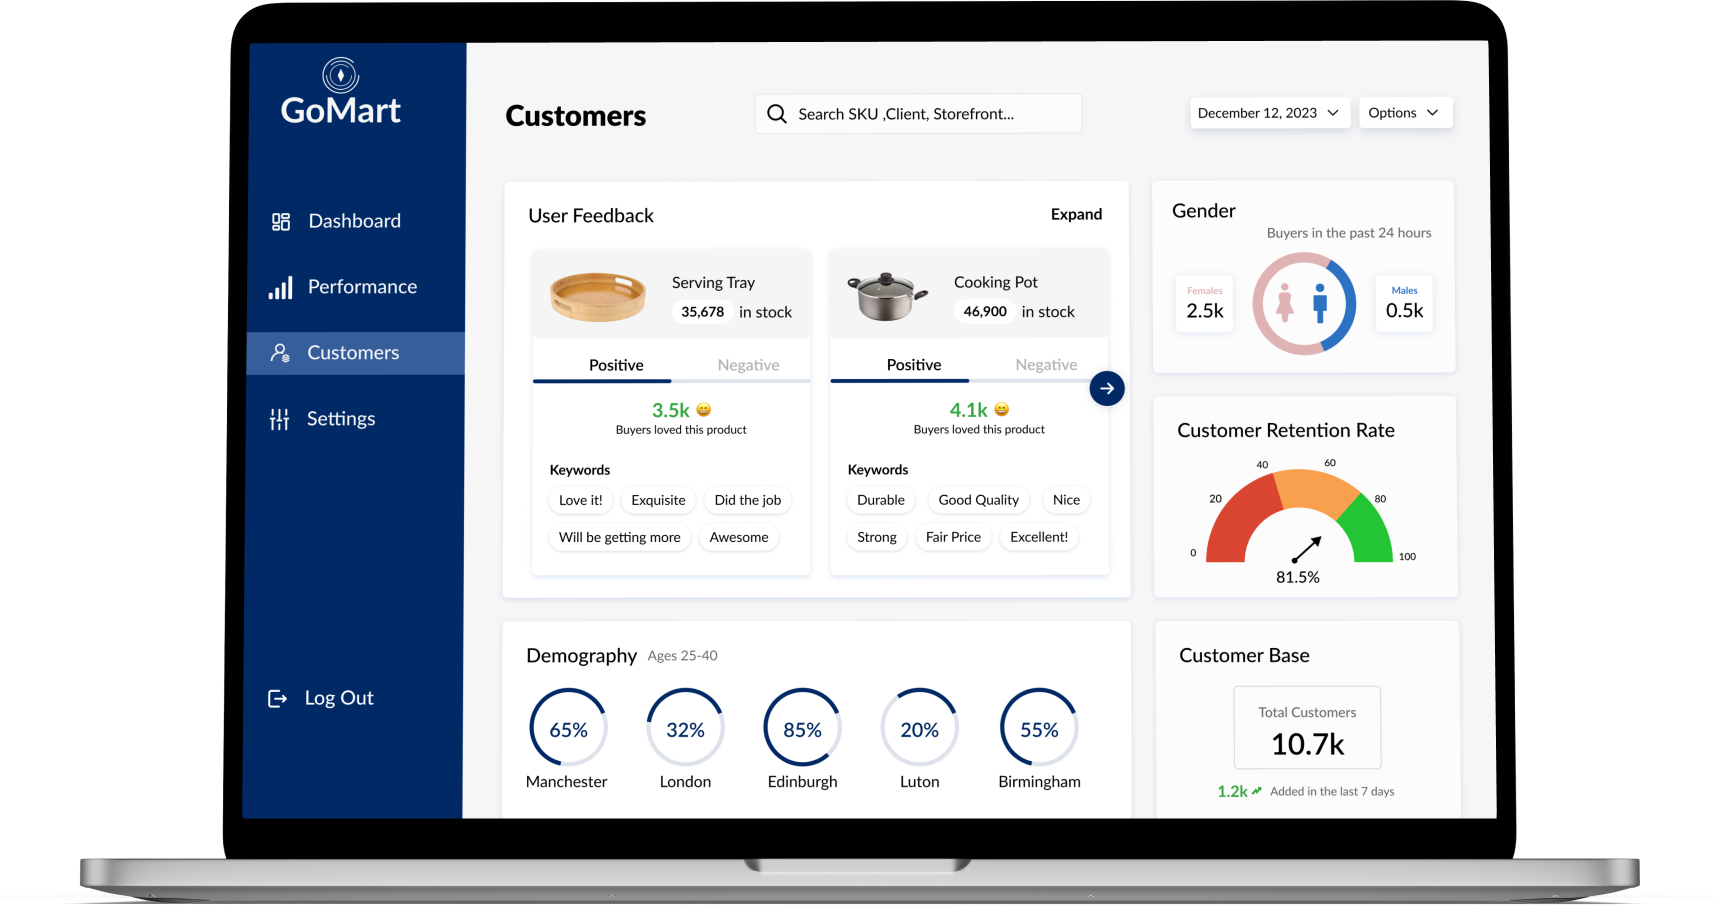 GoMart
Dashboard
Performance
Customers
Settings
Log Out
Customers
Search SKU ,Client, Storefront...
December 12, 2023
Options
User Feedback
Expand
Serving Tray
35,678 in stock
Positive Negative
3.5k
Buyers loved this product
Keywords
Love it! Exquisite Did the job
Will be getting more Awesome
Cooking Pot
46,900 in stock
Positive Negative
4.1k
Buyers loved this product
Keywords
Durable Good Quality Nice
Strong Fair Price Excellent!
Gender
Buyers in the past 24 hours
Females
2.5k
Males
0.5k
Customer Retention Rate
0
20
40
60
80
100
81.5%
Demography Ages 25-40
65% 32% 85% 20% 55%
Manchester London Edinburgh Luton Birmingham
Customer Base
Total Customers
10.7k
1.2k Added in the last 7 days